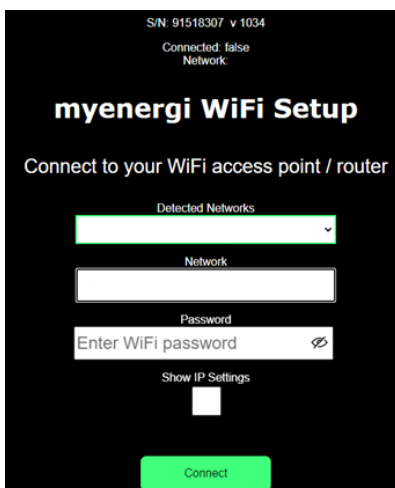 S/N: 91518307 v 1034
Connected: false
Network:
myenergi WiFi Setup
Connect to your WiFi access point / router
Detected Networks
Network
Password
Enter WiFi password
Show IP Settings
Connect